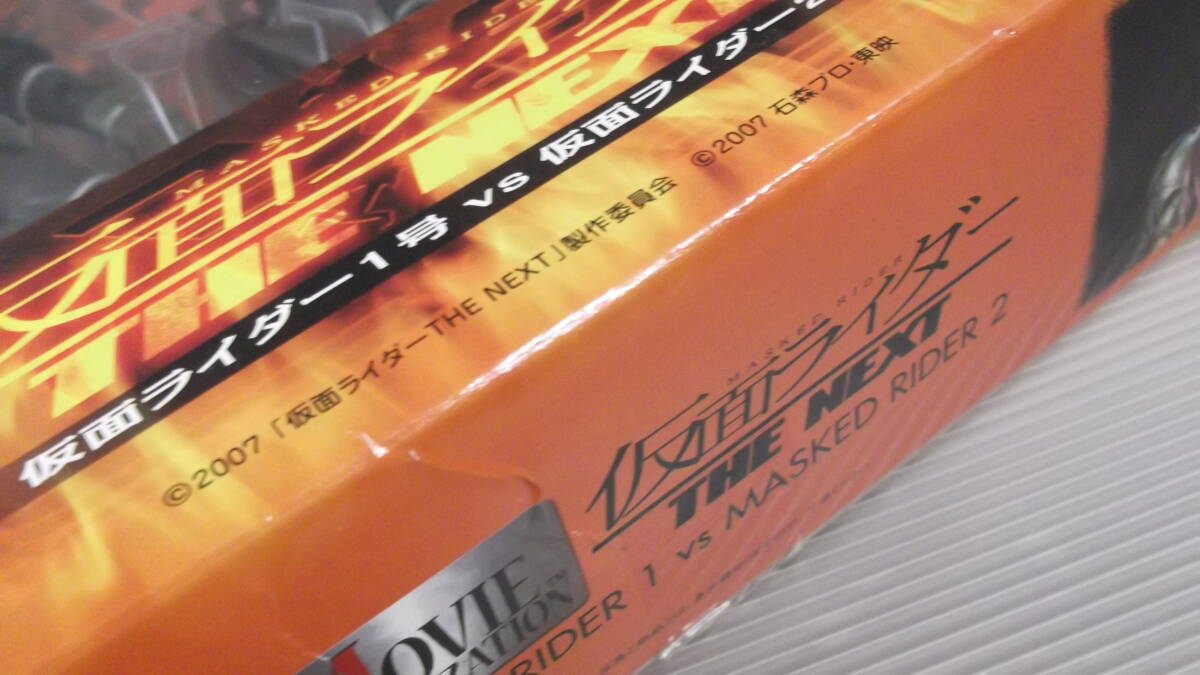 MASKED RIDE
仮面ライダ
THE NEXT
仮面ライダー1号 vs 仮面ライダー2
©2007「仮面ライダーTHE NEXT」製作委員会 ©2007 石森プロ・東映
MASKED RIDER
仮面ライダー
THE NEXT
RIDER 1 vs MASKED RIDER 2
MOVIE
ZATION™